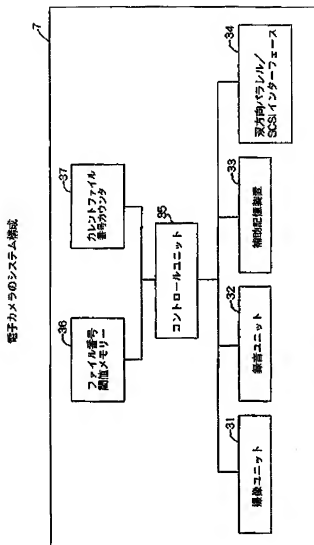 電子カメラのシステム構成
7
36
ファイル番号
閾値メモリー
37
カレントファイル
番号カウンタ
35
コントロールユニット
31
撮像ユニット
32
録音ユニット
33
補助記憶装置
34
双方向パラレル/
SCSIインターフェース